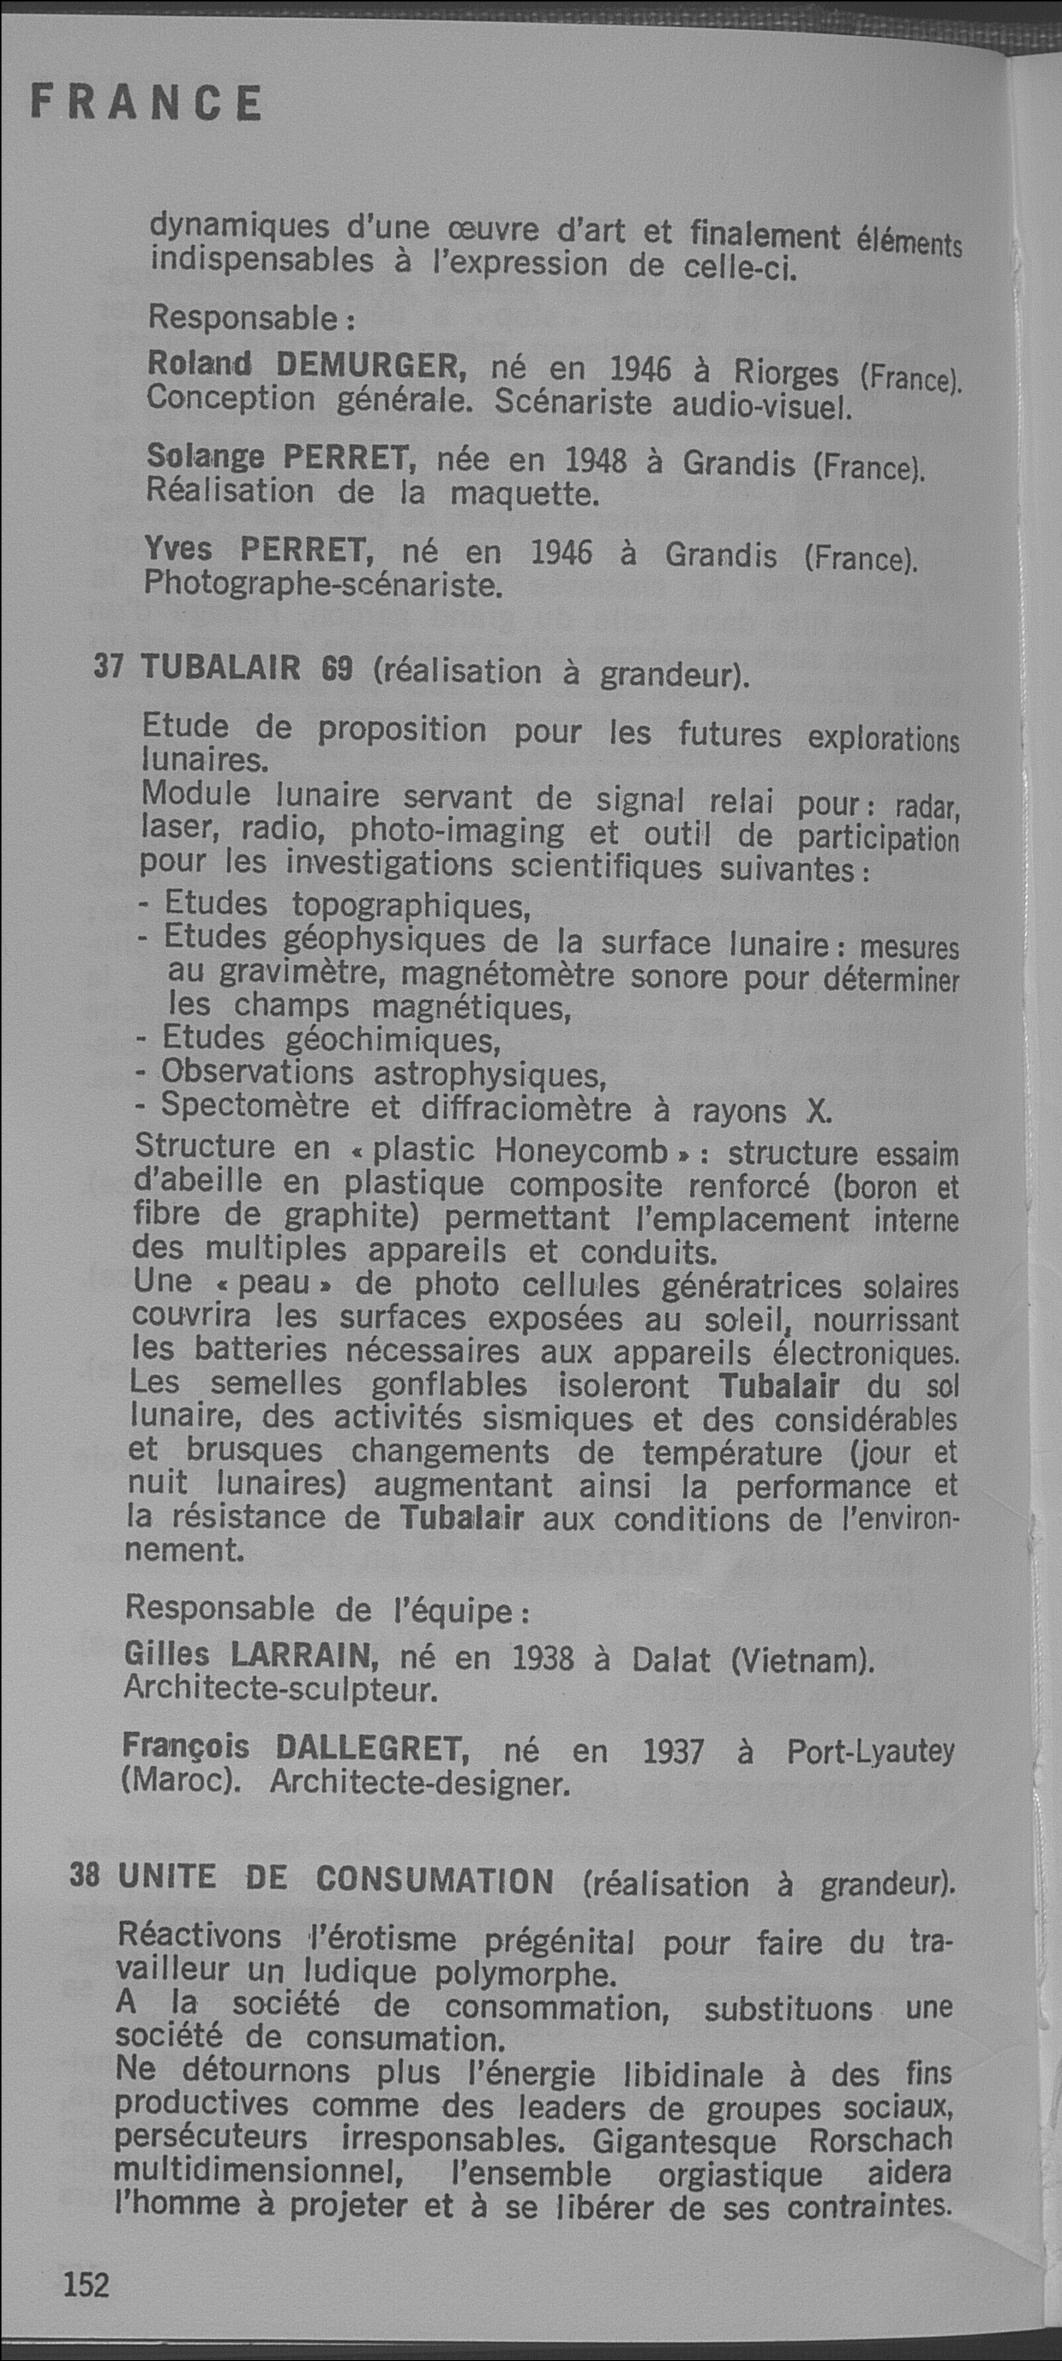 FRANCE
dynamiques d'une œuvre d'art et finalement éléments
indispensables à l'expression de celle-ci.
Responsable :
Roland DEMURGER, né en 1946 à Riorges (France).
Conception générale. Scénariste audio-visuel.
Solange PERRET, née en 1948 à Grandis (France).
Réalisation de la maquette.
Yves PERRET, né en 1946 à Grandis (France).
Photographe-scénariste.
37 TUBALAIR 69 (réalisation à grandeur).
Etude de proposition pour les futures explorations
lunaires.
Module lunaire servant de signal relai pour : radar,
laser, radio, photo-imaging et outil de participation
pour les investigations scientifiques suivantes :
- Etudes topographiques,
- Etudes géophysiques de la surface lunaire : mesures
au gravimètre, magnétomètre sonore pour déterminer
les champs magnétiques,
- Etudes géochimiques,
- Observations astrophysiques,
- Spectomètre et diffraciomètre à rayons X.
Structure en « plastic Honeycomb » : structure essaim
d'abeille en plastique composite renforcé (boron et
fibre de graphite) permettant l'emplacement interne
des multiples appareils et conduits.
Une « peau » de photo cellules génératrices solaires
couvrira les surfaces exposées au soleil, nourrissant
les batteries nécessaires aux appareils électroniques.
Les semelles gonflables isoleront Tubalair du sol
lunaire, des activités sismiques et des considérables
et brusques changements de température (jour et
nuit lunaires) augmentant ainsi la performance et
la résistance de Tubalair aux conditions de l'environ-
nement.
Responsable de l'équipe :
Gilles LARRAIN, né en 1938 à Dalat (Vietnam).
Architecte-sculpteur.
François DALLEGRET, né en 1937 à Port-Lyautey
(Maroc). Architecte-designer.
38 UNITE DE CONSUMATION (réalisation à grandeur).
Réactivons l'érotisme prégénital pour faire du tra-
vailleur un ludique polymorphe.
A la société de consommation, substituons une
société de consumation.
Ne détournons plus l'énergie libidinale à des fins
productives comme des leaders de groupes sociaux,
persécuteurs irresponsables. Gigantesque Rorschach
multidimensionnel, l'ensemble orgiastique aidera
l'homme à projeter et à se libérer de ses contraintes.
152